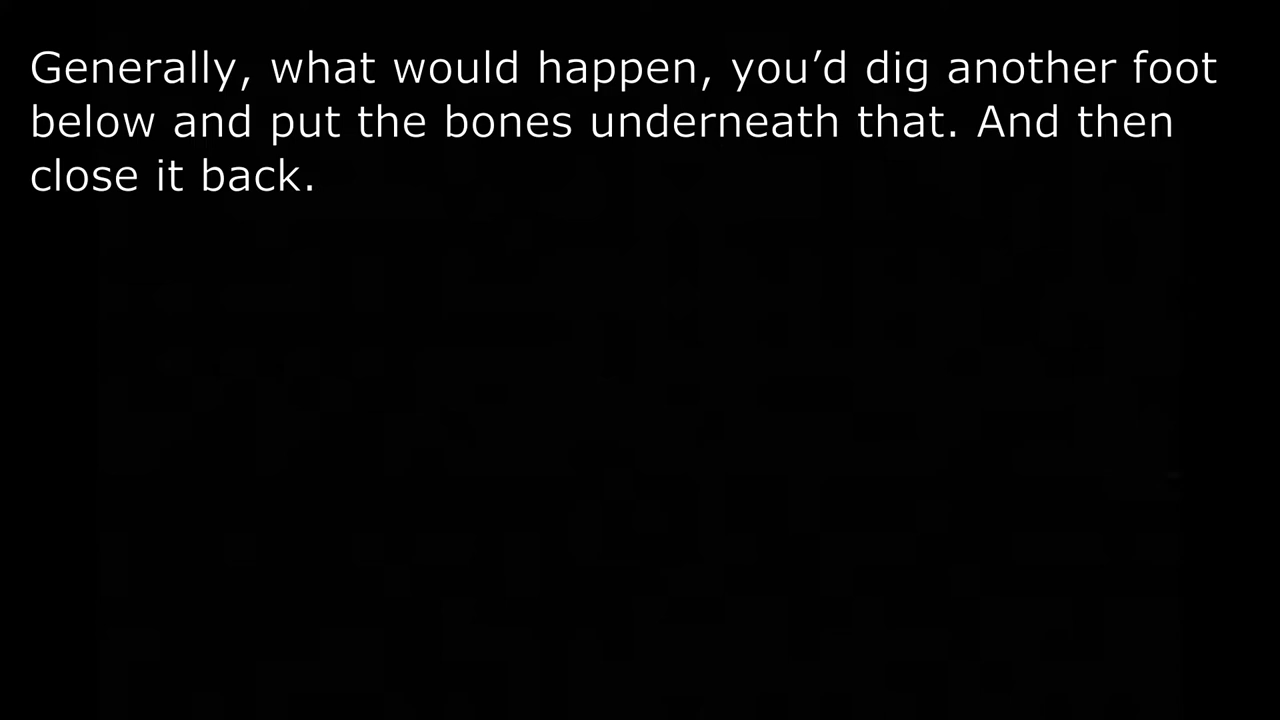 Generally, what would happen, you’d dig another foot
below and put the bones underneath that. And then
close it back.